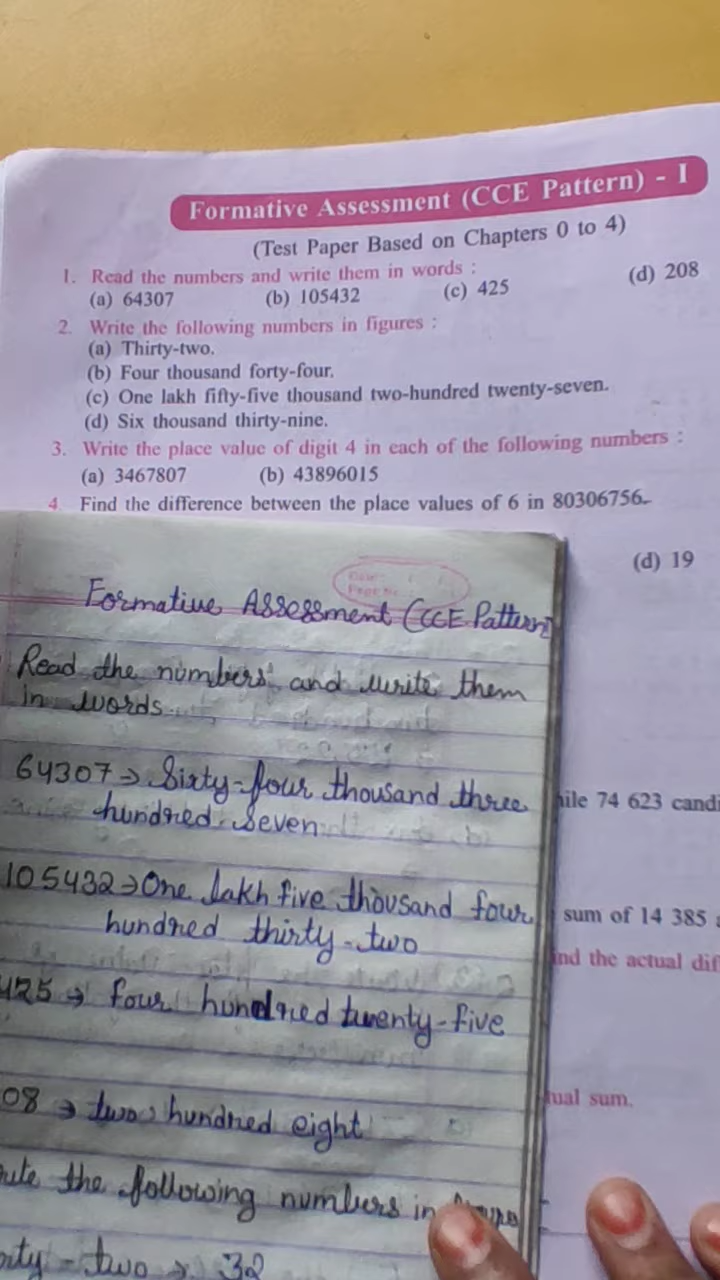 Formative Assessment (CCE Pattern) - I
(Test Paper Based on Chapters 0 to 4)
1. Read the numbers and write them in words :
(a) 64307 (b) 105432 (c) 425 (d) 208
2. Write the following numbers in figures :
(a) Thirty-two.
(b) Four thousand forty-four.
(c) One lakh fifty-five thousand two-hundred twenty-seven.
(d) Six thousand thirty-nine.
3. Write the place value of digit 4 in each of the following numbers :
(a) 3467807 (b) 43896015
4. Find the difference between the place values of 6 in 80306756.
(d) 19
Formative Assessment (CCE Pattern)
Read the numbers and write them
in words
64307 → Sixty-four thousand three
hundred seven
hile 74 623 candi
105432 → One lakh five thousand four
hundred thirty-two
sum of 14 385
nd the actual dif
425 → four hundred twenty-five
08 → two hundred eight
tual sum.
ite the following numbers in
rity-two → 32